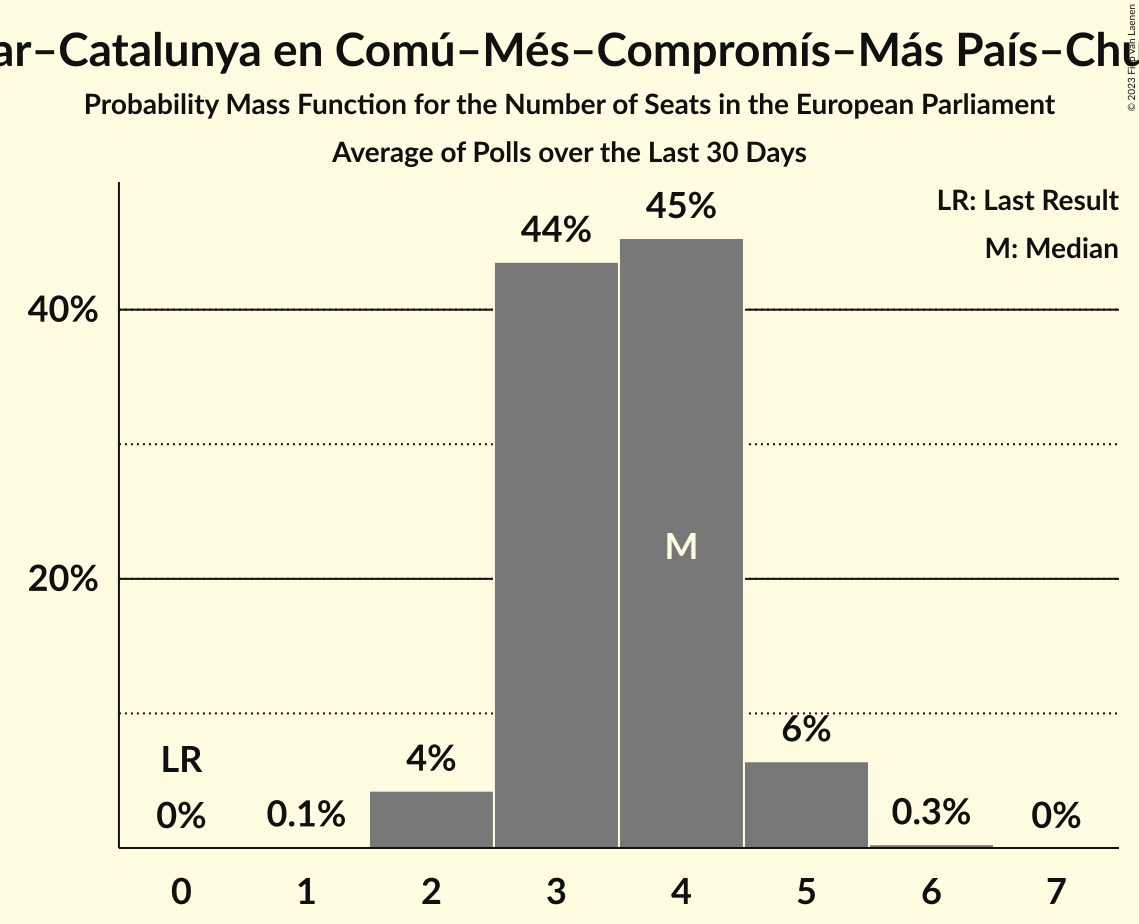 ar–Catalunya en Comú–Més–Compromís–Más País–Chu
© 2023 Filip van Laenen
Probability Mass Function for the Number of Seats in the European Parliament
Average of Polls over the Last 30 Days
LR: Last Result
M: Median
45%
44%
40%
M
20%
6%
4%
LR
0%
0.1%
0.3%
0%
0 1 2 3 4 5 6 7